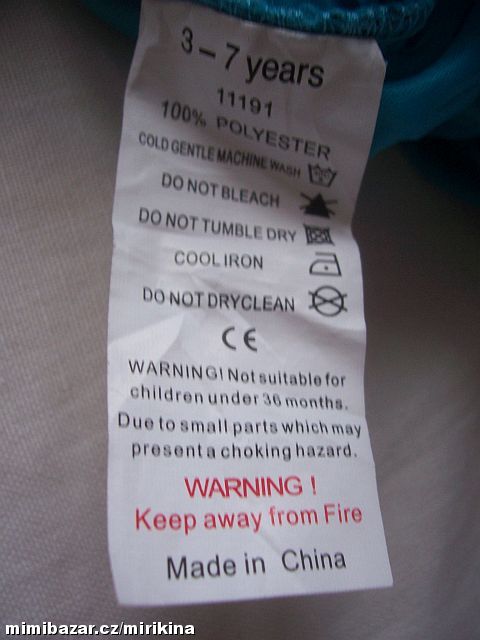 3 – 7 years
11191
100% POLYESTER
COLD GENTLE MACHINE WASH
DO NOT BLEACH
DO NOT TUMBLE DRY
COOL IRON
DO NOT DRYCLEAN
CE
WARNING! Not suitable for
children under 36 months.
Due to small parts which may
present a choking hazard.
WARNING !
Keep away from Fire
Made in China
mimibazar.cz/mirikina